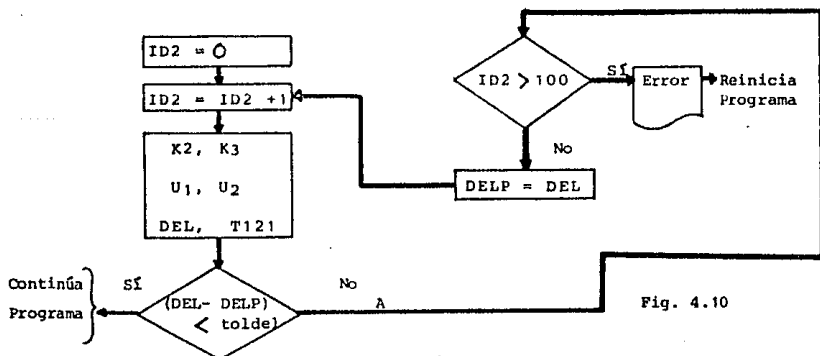 ID2 = 0
ID2 = ID2 +1
K2, K3
U1, U2
DEL, T121
(DEL- DELP)
< tolde)
Sí
Continúa
Programa
No
A
ID2 > 100
Sí
Error
Reinicia
Programa
No
DELP = DEL
Fig. 4.10